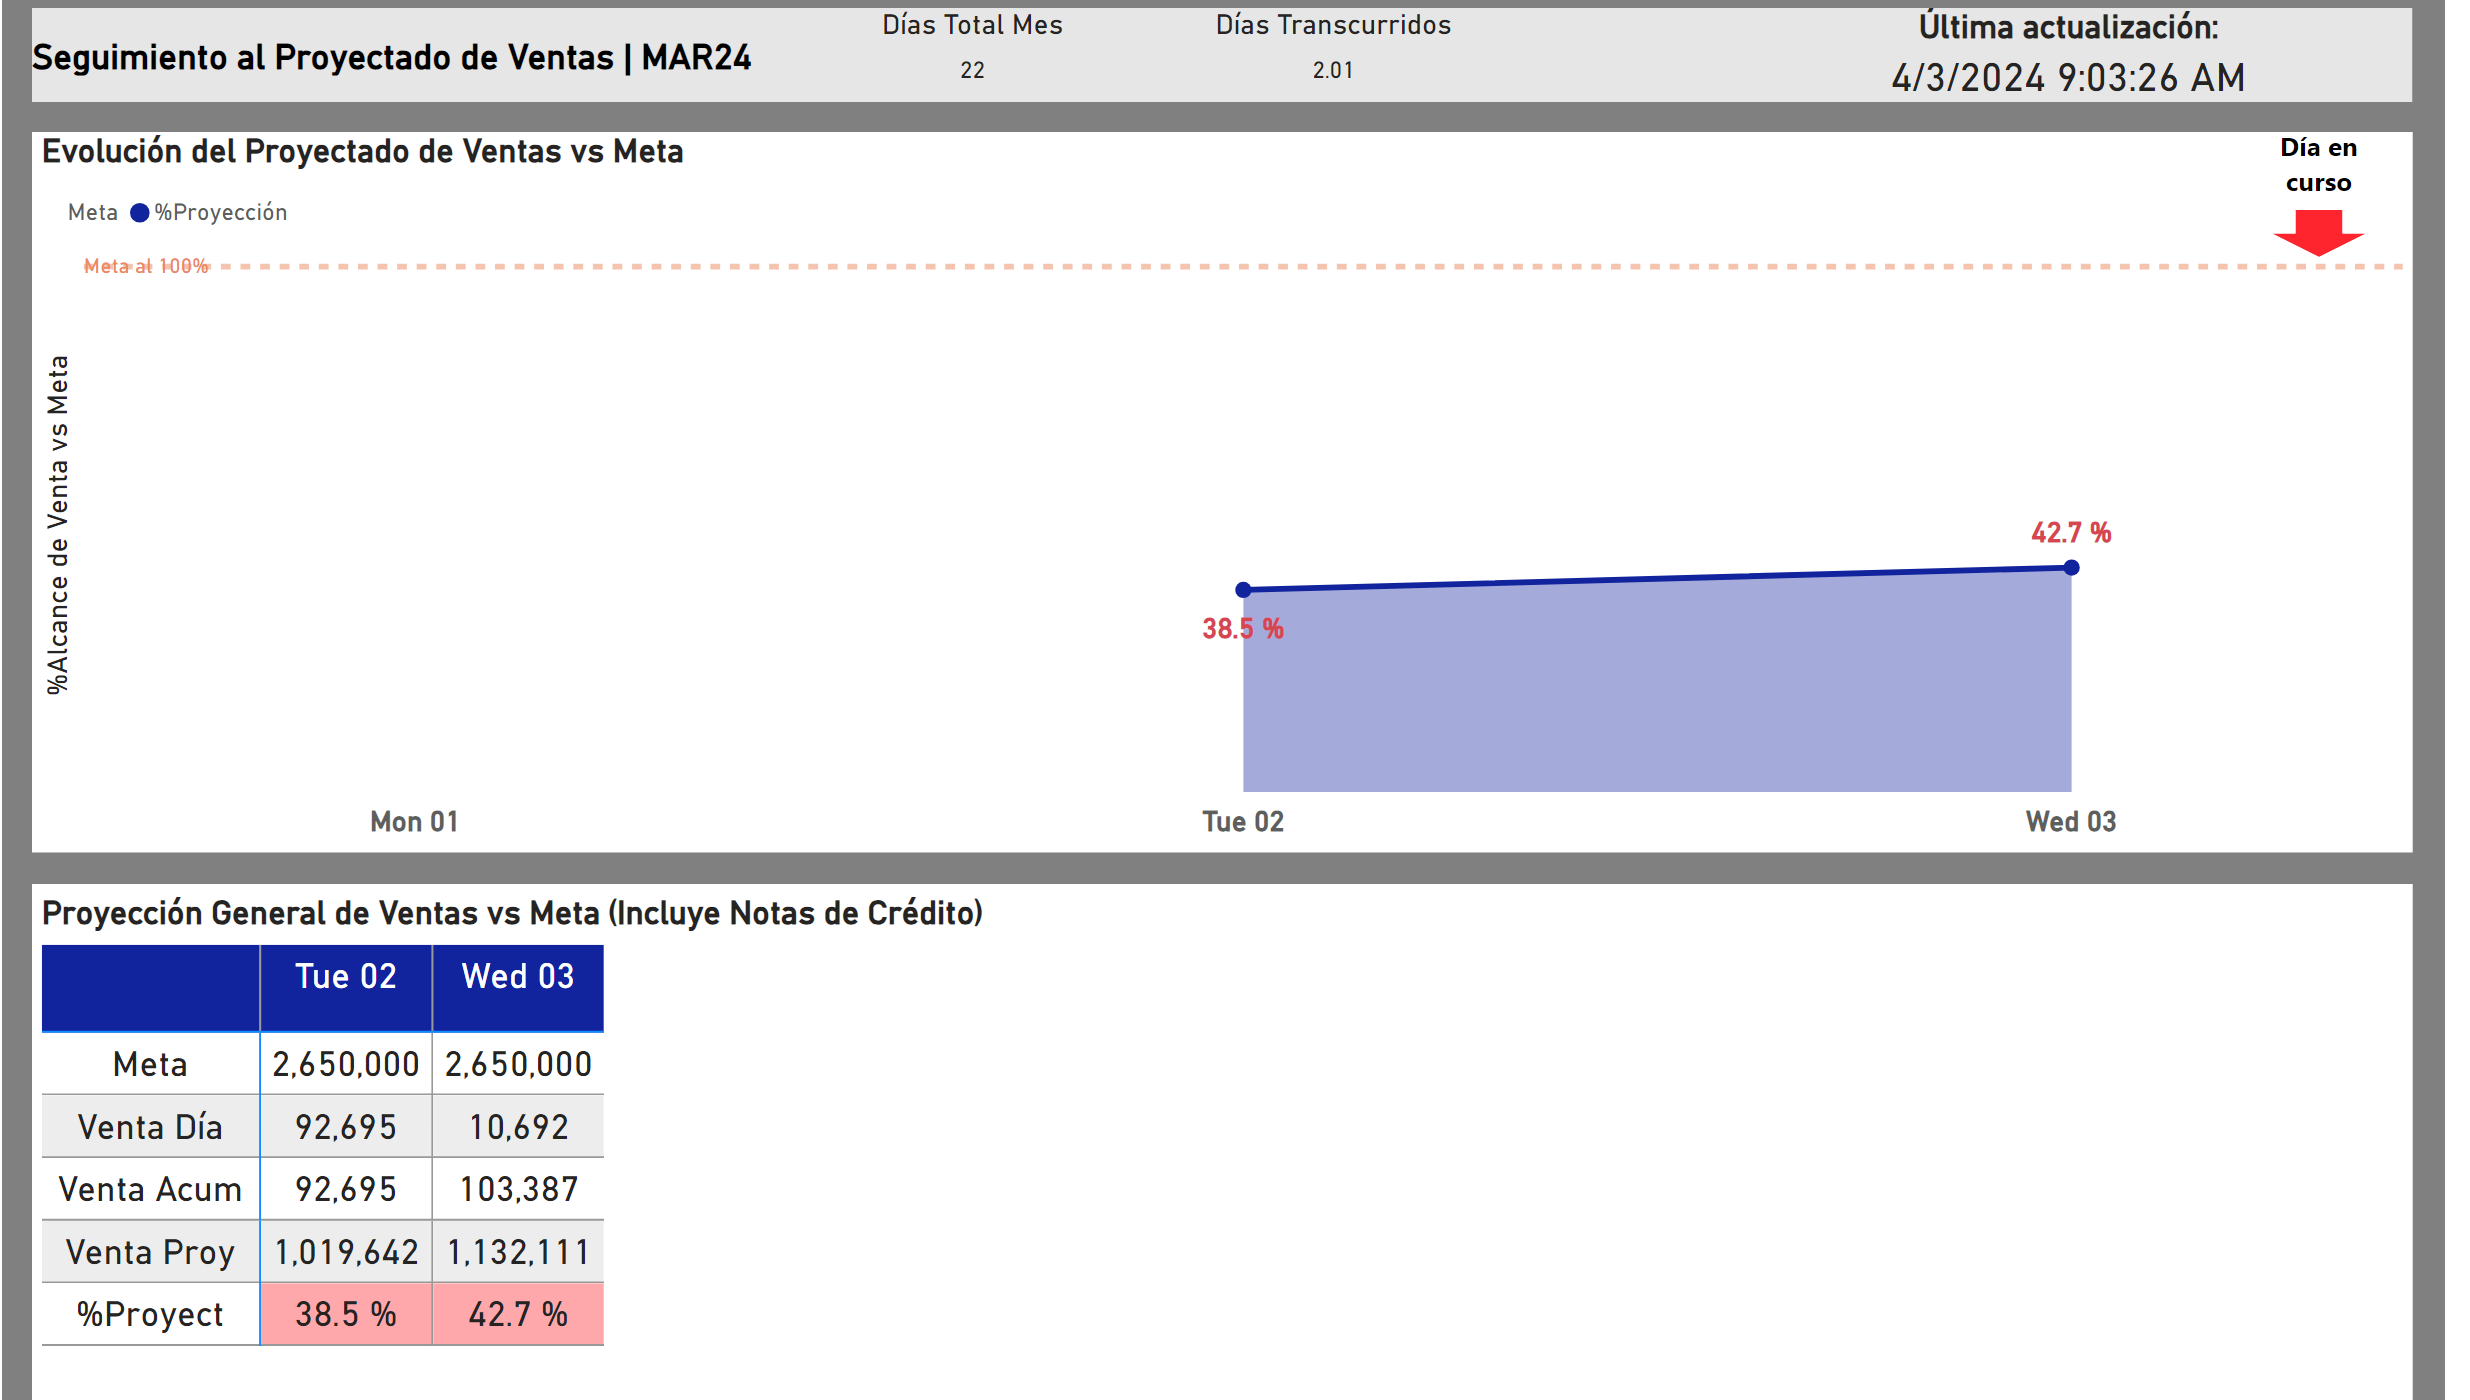 Seguimiento al Proyectado de Ventas | MAR24
Días Total Mes
22
Días Transcurridos
2.01
Última actualización:
4/3/2024 9:03:26 AM
Evolución del Proyectado de Ventas vs Meta
Día en
curso
Meta %Proyección
Meta al 100%
%Alcance de Venta vs Meta
42.7 %
38.5 %
Mon 01 Tue 02 Wed 03
Proyección General de Ventas vs Meta (Incluye Notas de Crédito)
Tue 02 Wed 03
Meta 2,650,000 2,650,000
Venta Día 92,695 10,692
Venta Acum 92,695 103,387
Venta Proy 1,019,642 1,132,111
%Proyect 38.5 % 42.7 %